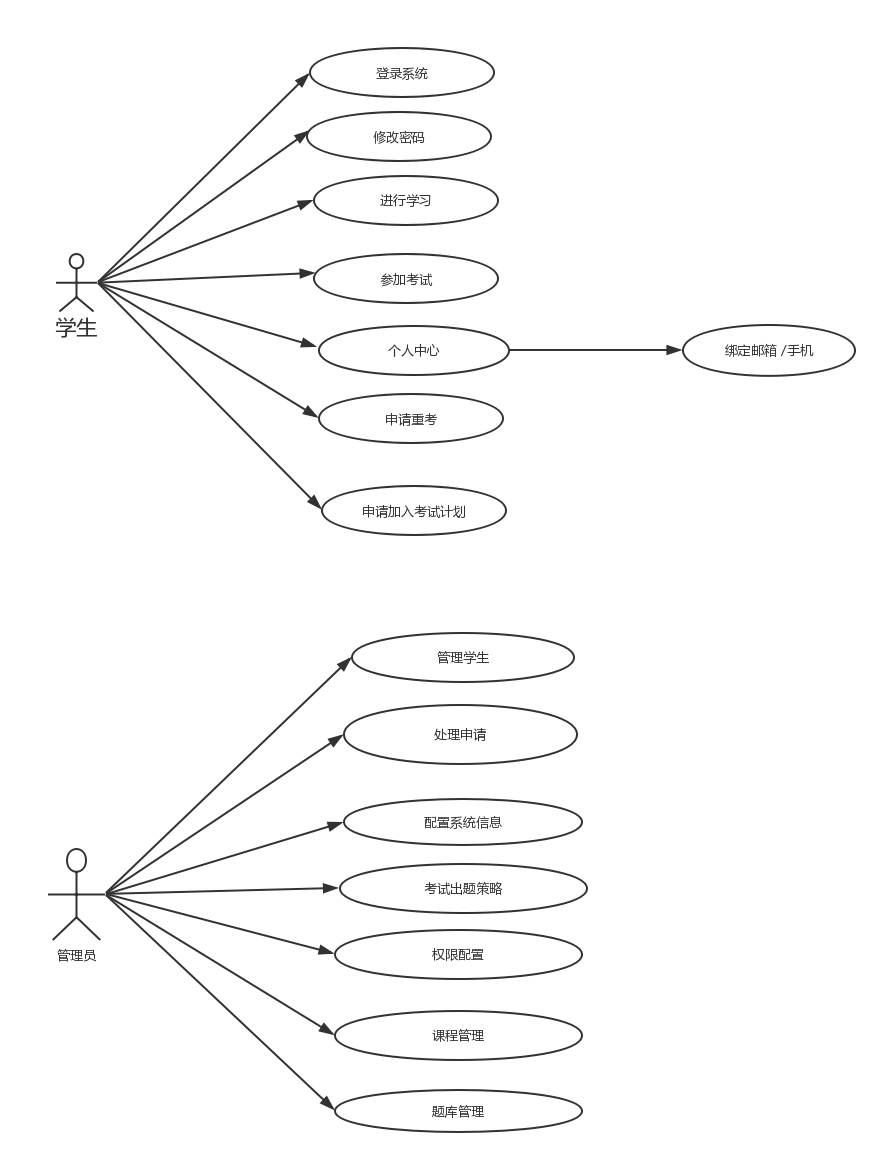 登录系统
修改密码
进行学习
学生
参加考试
个人中心
绑定邮箱 /手机
申请重考
申请加入考试计划
管理学生
处理申请
配置系统信息
考试出题策略
管理员
权限配置
课程管理
题库管理